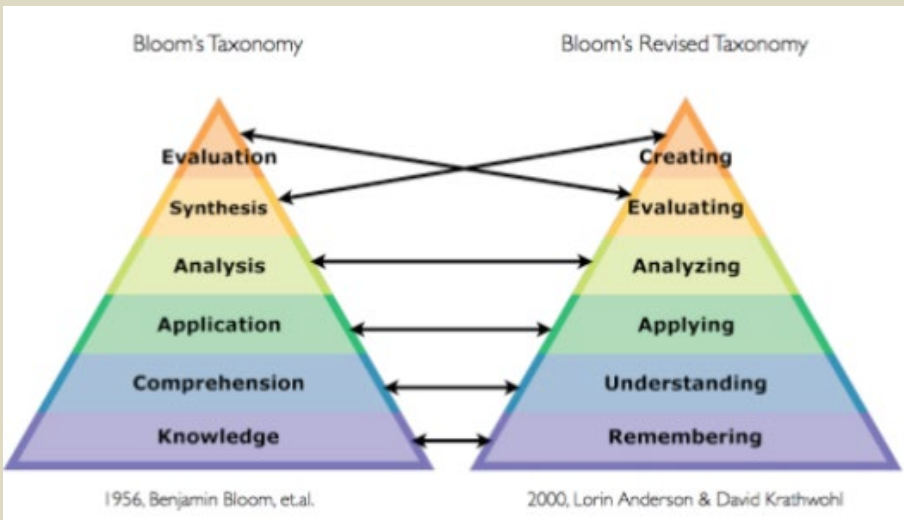 Bloom's Taxonomy
Evaluation
Synthesis
Analysis
Application
Comprehension
Knowledge
1956, Benjamin Bloom, et.al.
Bloom's Revised Taxonomy
Creating
Evaluating
Analyzing
Applying
Understanding
Remembering
2000, Lorin Anderson & David Krathwohl